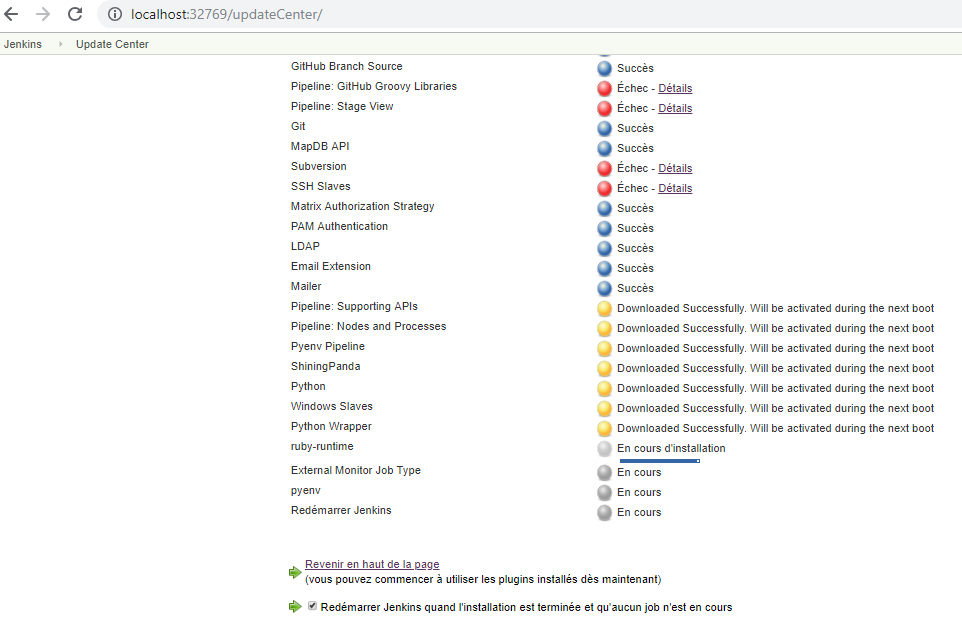 localhost:32769/updateCenter/
Jenkins Update Center
GitHub Branch Source Succès
Pipeline: GitHub Groovy Libraries Échec - Détails
Pipeline: Stage View Échec - Détails
Git Succès
MapDB API Succès
Subversion Échec - Détails
SSH Slaves Échec - Détails
Matrix Authorization Strategy Succès
PAM Authentication Succès
LDAP Succès
Email Extension Succès
Mailer Succès
Pipeline: Supporting APIs Downloaded Successfully. Will be activated during the next boot
Pipeline: Nodes and Processes Downloaded Successfully. Will be activated during the next boot
Pyenv Pipeline Downloaded Successfully. Will be activated during the next boot
ShiningPanda Downloaded Successfully. Will be activated during the next boot
Python Downloaded Successfully. Will be activated during the next boot
Windows Slaves Downloaded Successfully. Will be activated during the next boot
Python Wrapper Downloaded Successfully. Will be activated during the next boot
ruby-runtime En cours d'installation
External Monitor Job Type En cours
pyenv En cours
Redémarrer Jenkins En cours
Revenir en haut de la page
(vous pouvez commencer à utiliser les plugins installés dès maintenant)
Redémarrer Jenkins quand l'installation est terminée et qu'aucun job n'est en cours